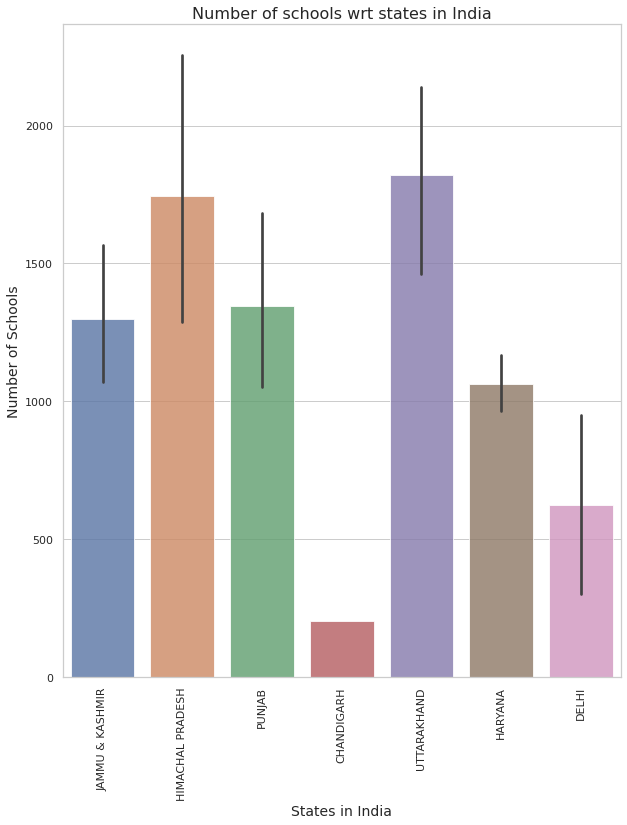 Number of schools wrt states in India
Number of Schools
2000
1500
1000
500
0
JAMMU & KASHMIR
HIMACHAL PRADESH
PUNJAB
CHANDIGARH
UTTARAKHAND
HARYANA
DELHI
States in India